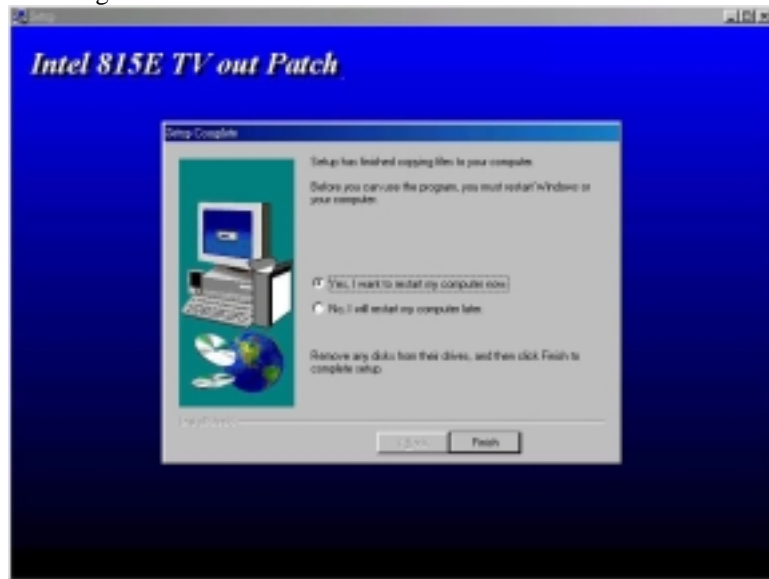 Setup
Intel 815E TV out Patch
Setup Complete
Setup has finished copying files to your computer.
Before you can use the program, you must restart Windows or
your computer.
Yes, I want to restart my computer now.
No, I will restart my computer later.
Remove any disks from their drives, and then click Finish to
complete setup.
< Back
Finish